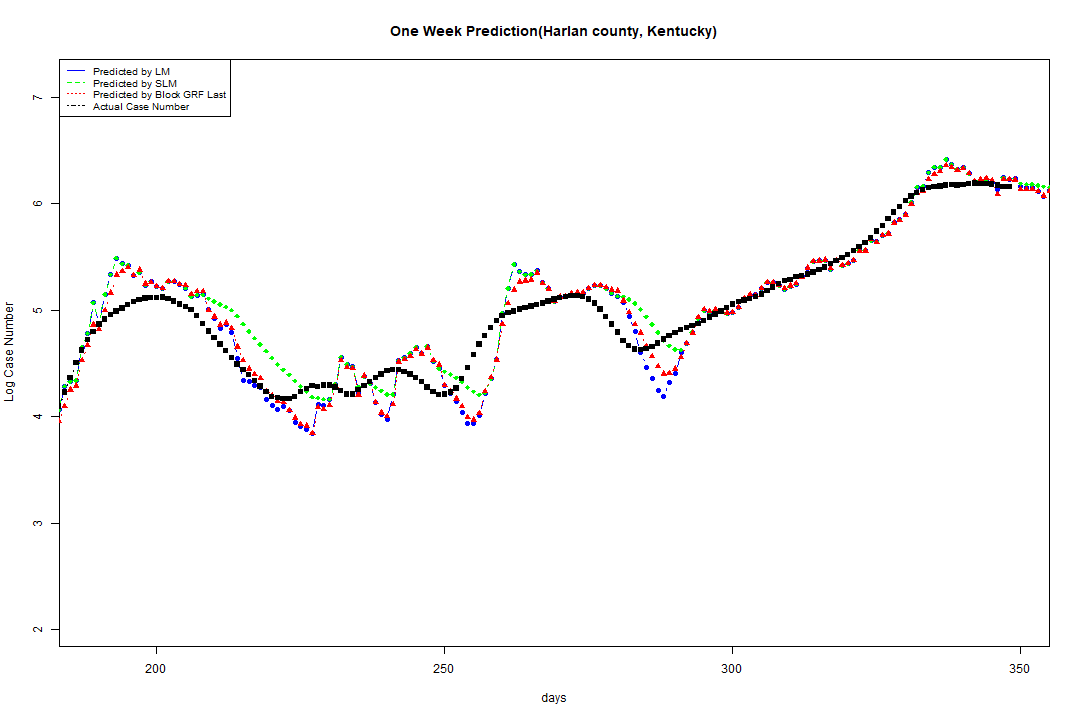 One Week Prediction(Harlan county, Kentucky)
Predicted by LM
Predicted by SLM
Predicted by Block GRF Last
Actual Case Number
7
6
5
4
3
2
Log Case Number
200 250 300 350
days